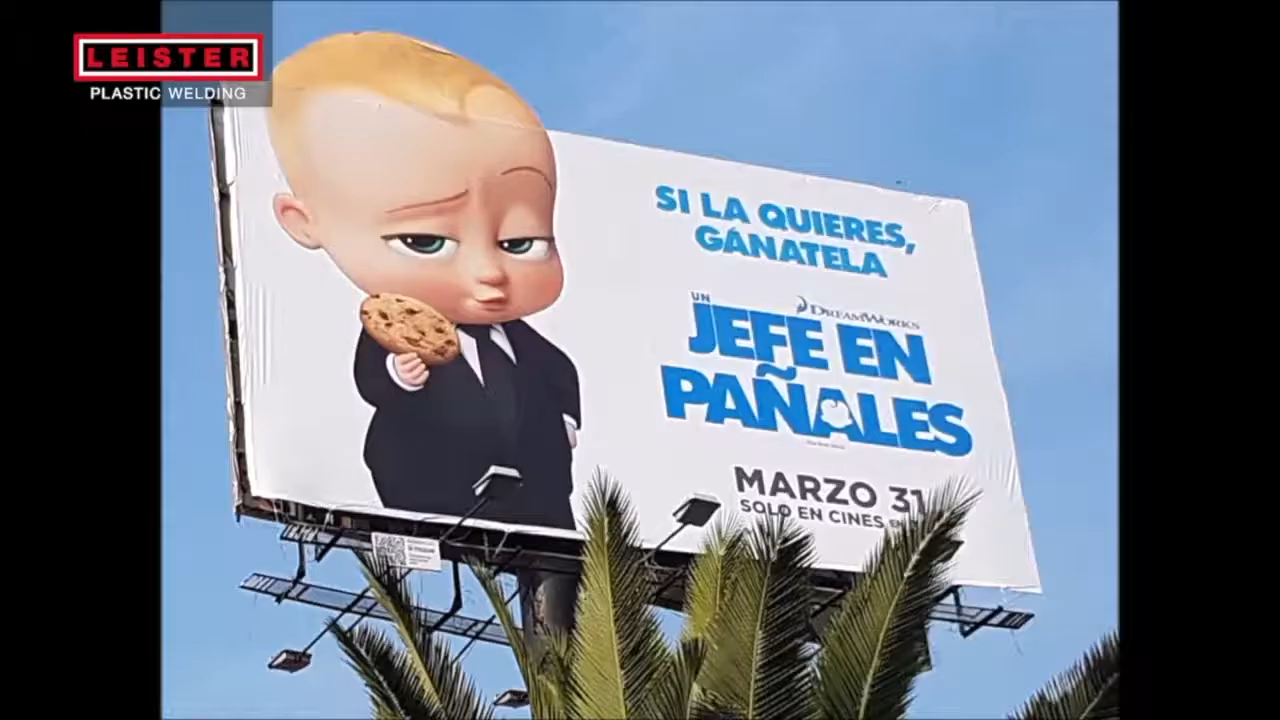 LEISTER
PLASTIC WELDING
SI LA QUIERES,
GÁNATELA
UN
DREAMWORKS
JEFE EN
PAÑALES
MARZO 31
SOLO EN CINES